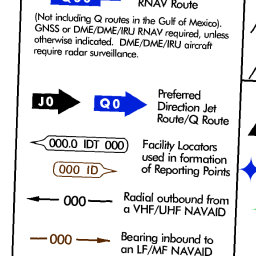 RNAV Route
(Not including Q routes in the Gulf of Mexico).
GNSS or DME/DME/IRU RNAV required, unless
otherwise indicated. DME/DME/IRU aircraft
require radar surveillance.
J0 Q0 Preferred
Direction Jet
Route/Q Route
000.0 IDT 000 Facility Locators
used in formation
000 ID of Reporting Points
000 Radial outbound from
a VHF/UHF NAVAID
000 Bearing inbound to
an LF/MF NAVAID